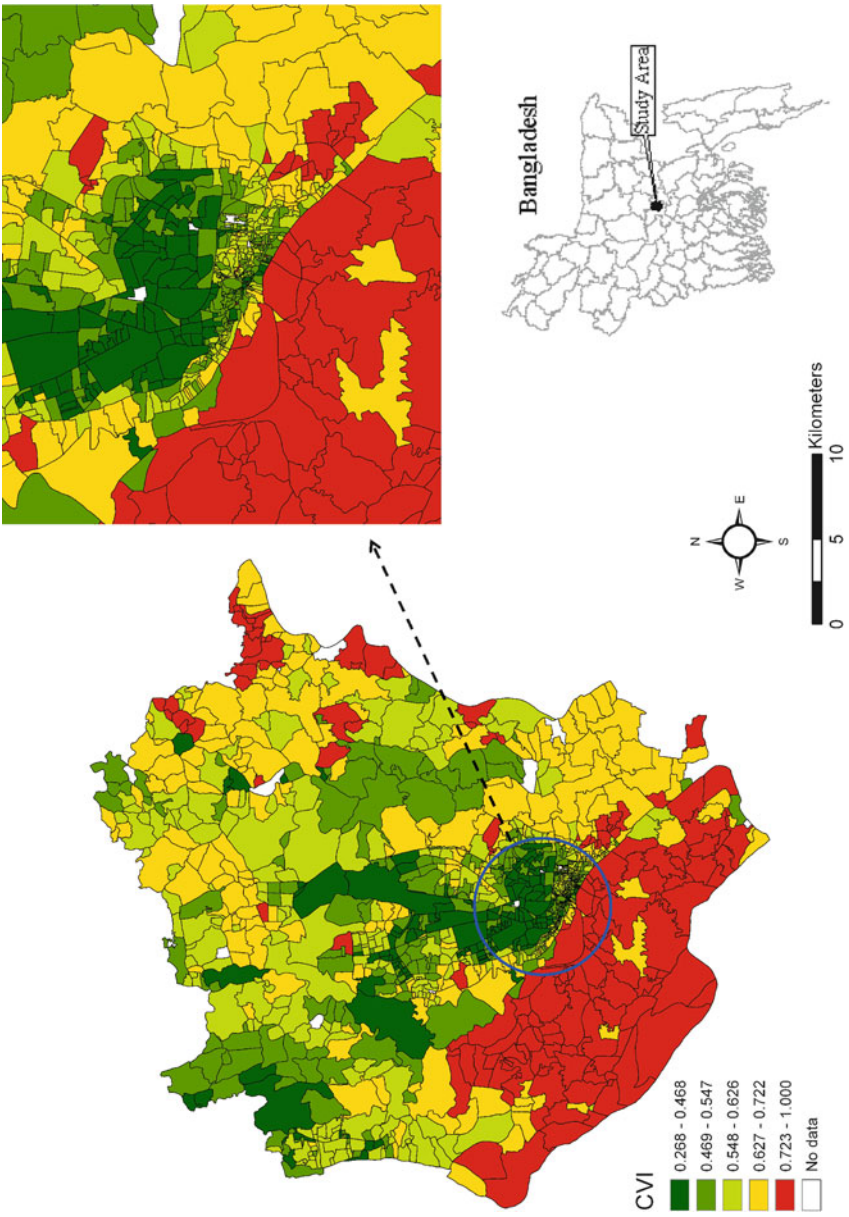 Bangladesh
Study Area
N
W
E
S
0
5
10
Kilometers
CVI
0.268 - 0.468
0.469 - 0.547
0.548 - 0.626
0.627 - 0.722
0.723 - 1.000
No data